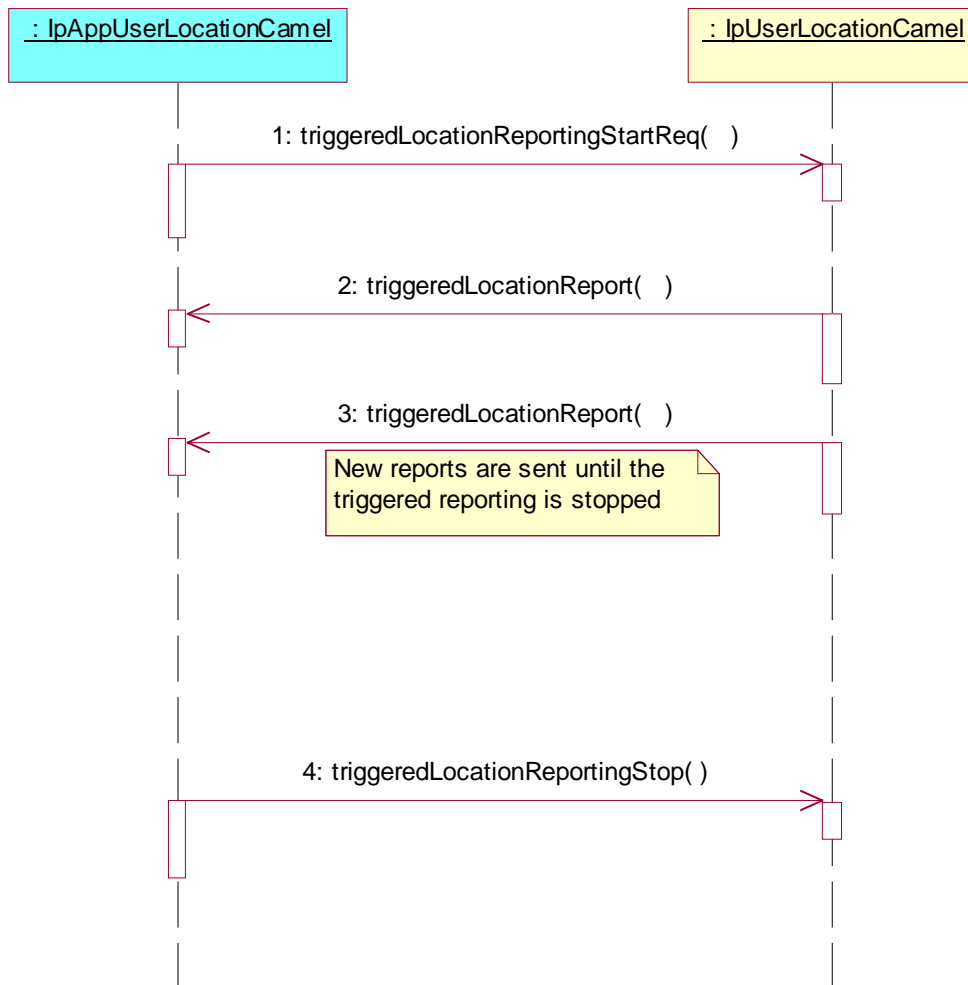 : IpAppUserLocationCamel
: IpUserLocationCamel
1: triggeredLocationReportingStartReq( )
2: triggeredLocationReport( )
3: triggeredLocationReport( )
New reports are sent until the
triggered reporting is stopped
4: triggeredLocationReportingStop( )